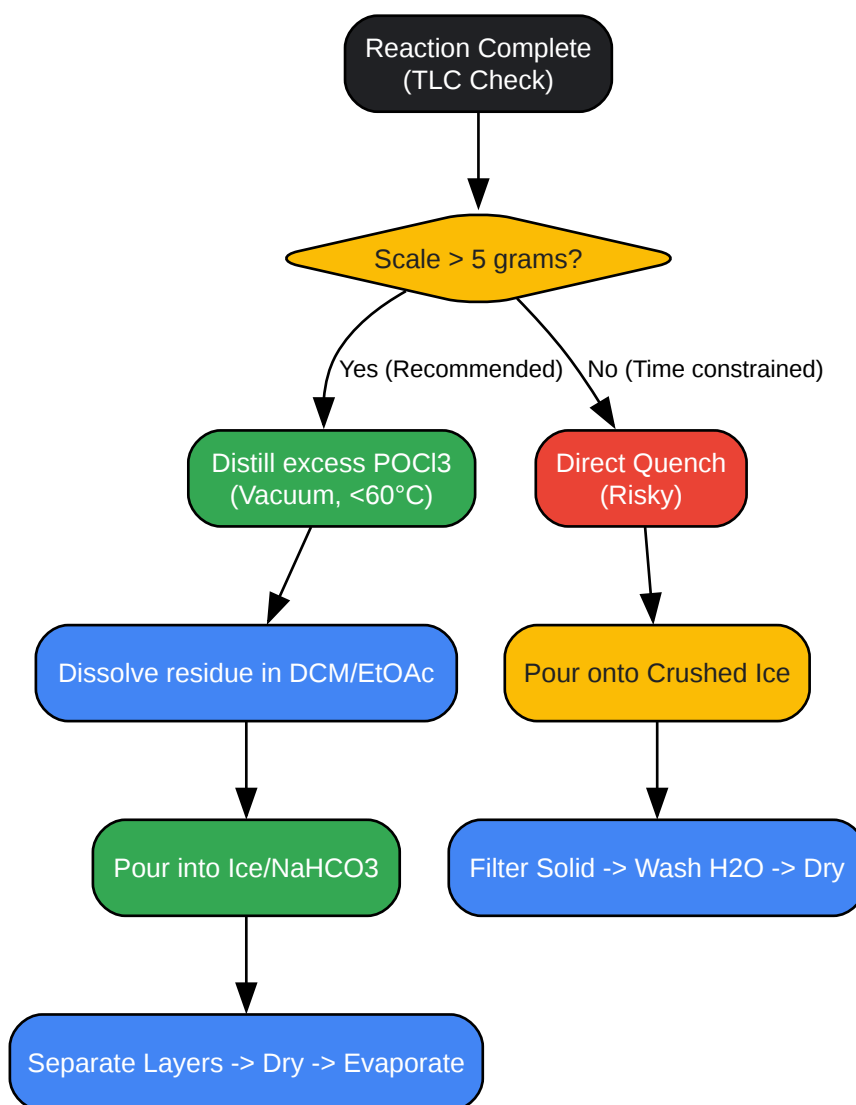 Reaction Complete
(TLC Check)
Scale > 5 grams?
Yes (Recommended)
No (Time constrained)
Distill excess POCl3
(Vacuum, <60°C)
Direct Quench
(Risky)
Dissolve residue in DCM/EtOAc
Pour onto Crushed Ice
Pour into Ice/NaHCO3
Filter Solid -> Wash H2O -> Dry
Separate Layers -> Dry -> Evaporate